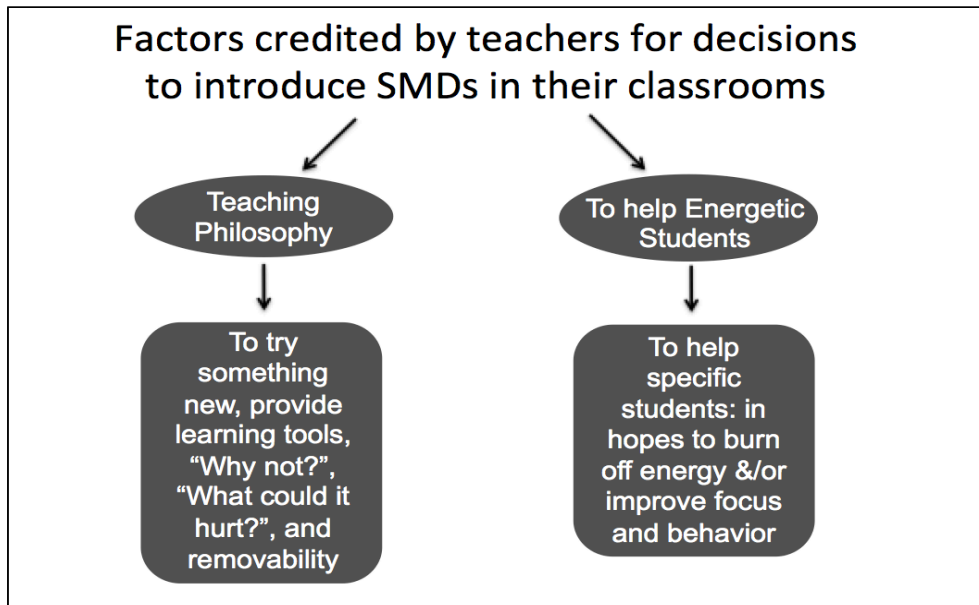 Factors credited by teachers for decisions
to introduce SMDs in their classrooms
Teaching
Philosophy
To help Energetic
Students
To try
something
new, provide
learning tools,
“Why not?”,
“What could it
hurt?”, and
removability
To help
specific
students: in
hopes to burn
off energy &/or
improve focus
and behavior